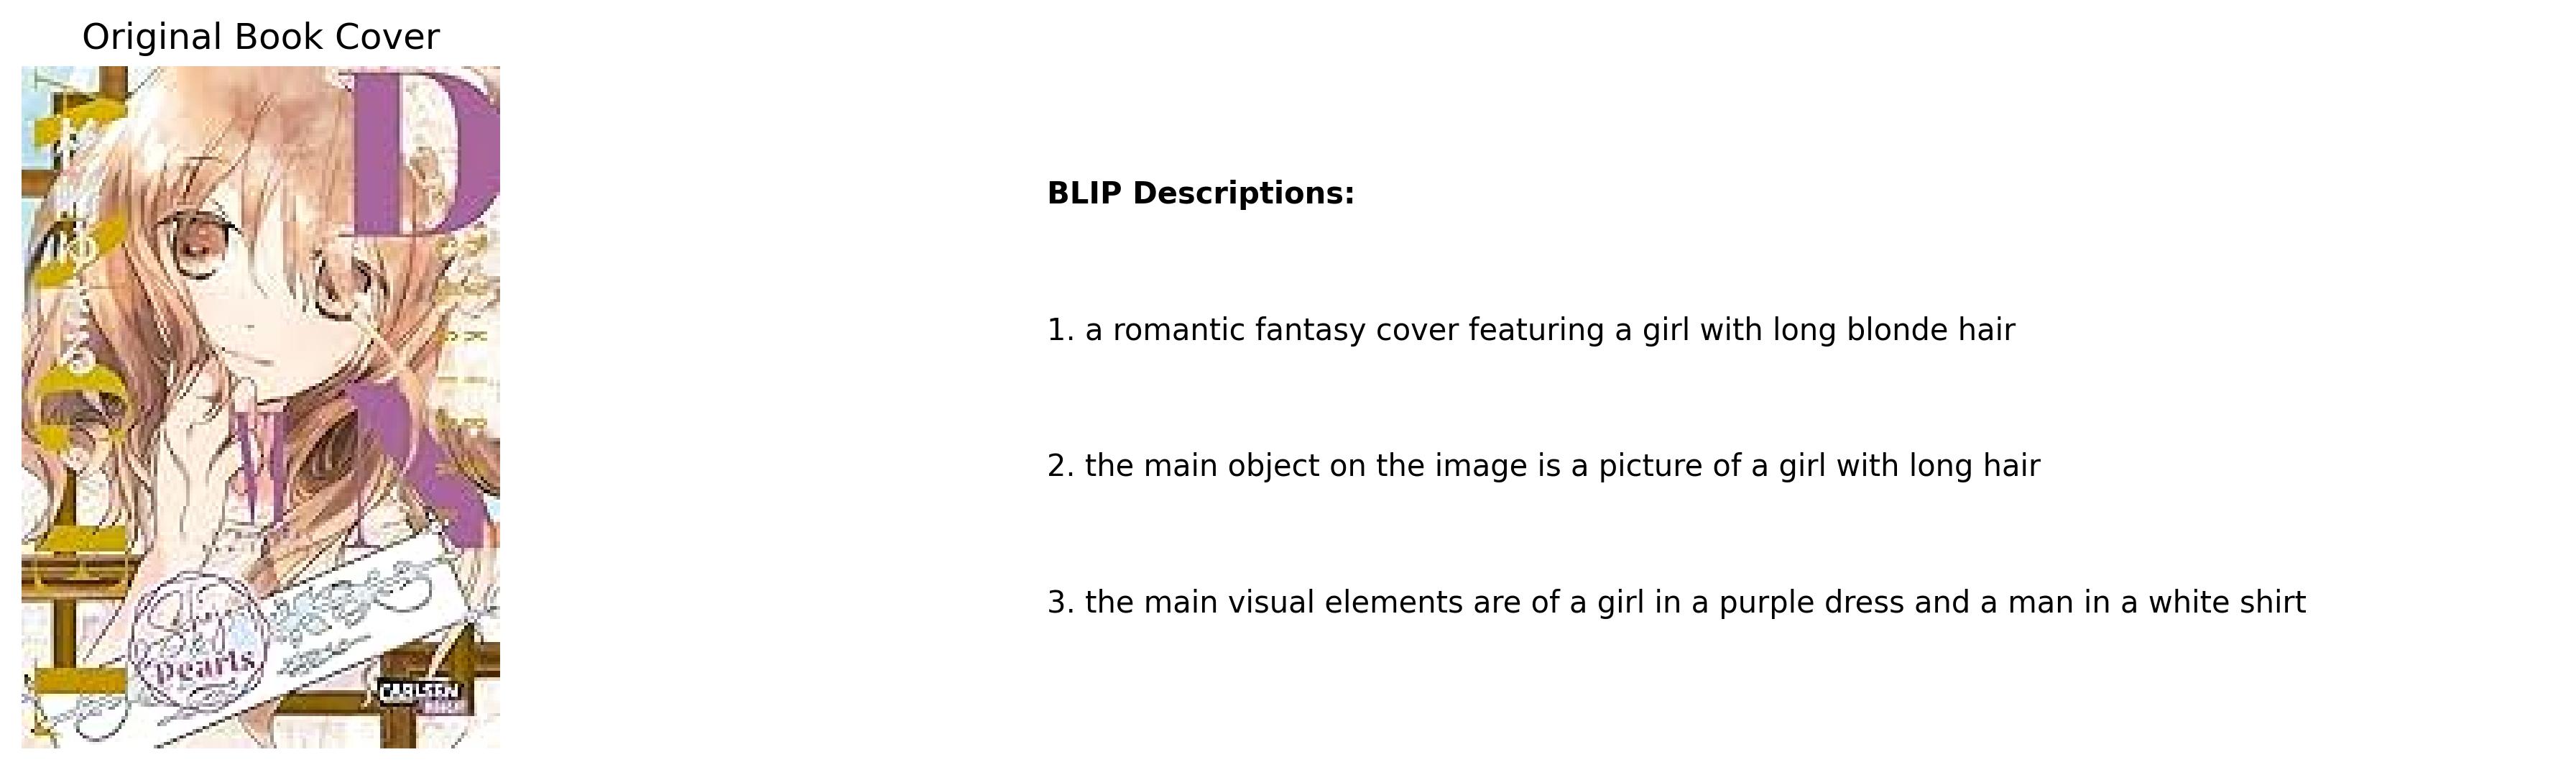 Original Book Cover
D
Pearls
CARLSEN
BLIP Descriptions:
1. a romantic fantasy cover featuring a girl with long blonde hair
2. the main object on the image is a picture of a girl with long hair
3. the main visual elements are of a girl in a purple dress and a man in a white shirt